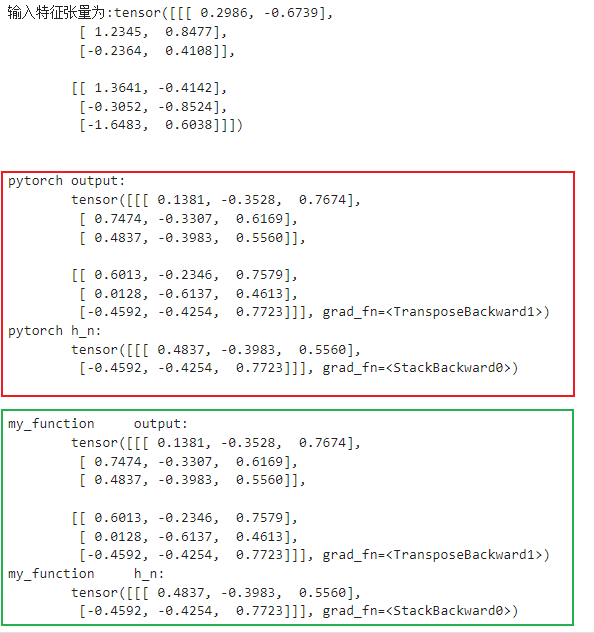 输入特征张量为:tensor([[[ 0.2986, -0.6739],
[ 1.2345, 0.8477],
[-0.2364, 0.4108]],
[[ 1.3641, -0.4142],
[-0.3052, -0.8524],
[-1.6483, 0.6038]]])
pytorch output:
tensor([[[ 0.1381, -0.3528, 0.7674],
[ 0.7474, -0.3307, 0.6169],
[ 0.4837, -0.3983, 0.5560]],
[[ 0.6013, -0.2346, 0.7579],
[ 0.0128, -0.6137, 0.4613],
[-0.4592, -0.4254, 0.7723]]], grad_fn=<TransposeBackward1>)
pytorch h_n:
tensor([[[ 0.4837, -0.3983, 0.5560],
[-0.4592, -0.4254, 0.7723]]], grad_fn=<StackBackward0>)
my_function output:
tensor([[[ 0.1381, -0.3528, 0.7674],
[ 0.7474, -0.3307, 0.6169],
[ 0.4837, -0.3983, 0.5560]],
[[ 0.6013, -0.2346, 0.7579],
[ 0.0128, -0.6137, 0.4613],
[-0.4592, -0.4254, 0.7723]]], grad_fn=<TransposeBackward1>)
my_function h_n:
tensor([[[ 0.4837, -0.3983, 0.5560],
[-0.4592, -0.4254, 0.7723]]], grad_fn=<StackBackward0>)